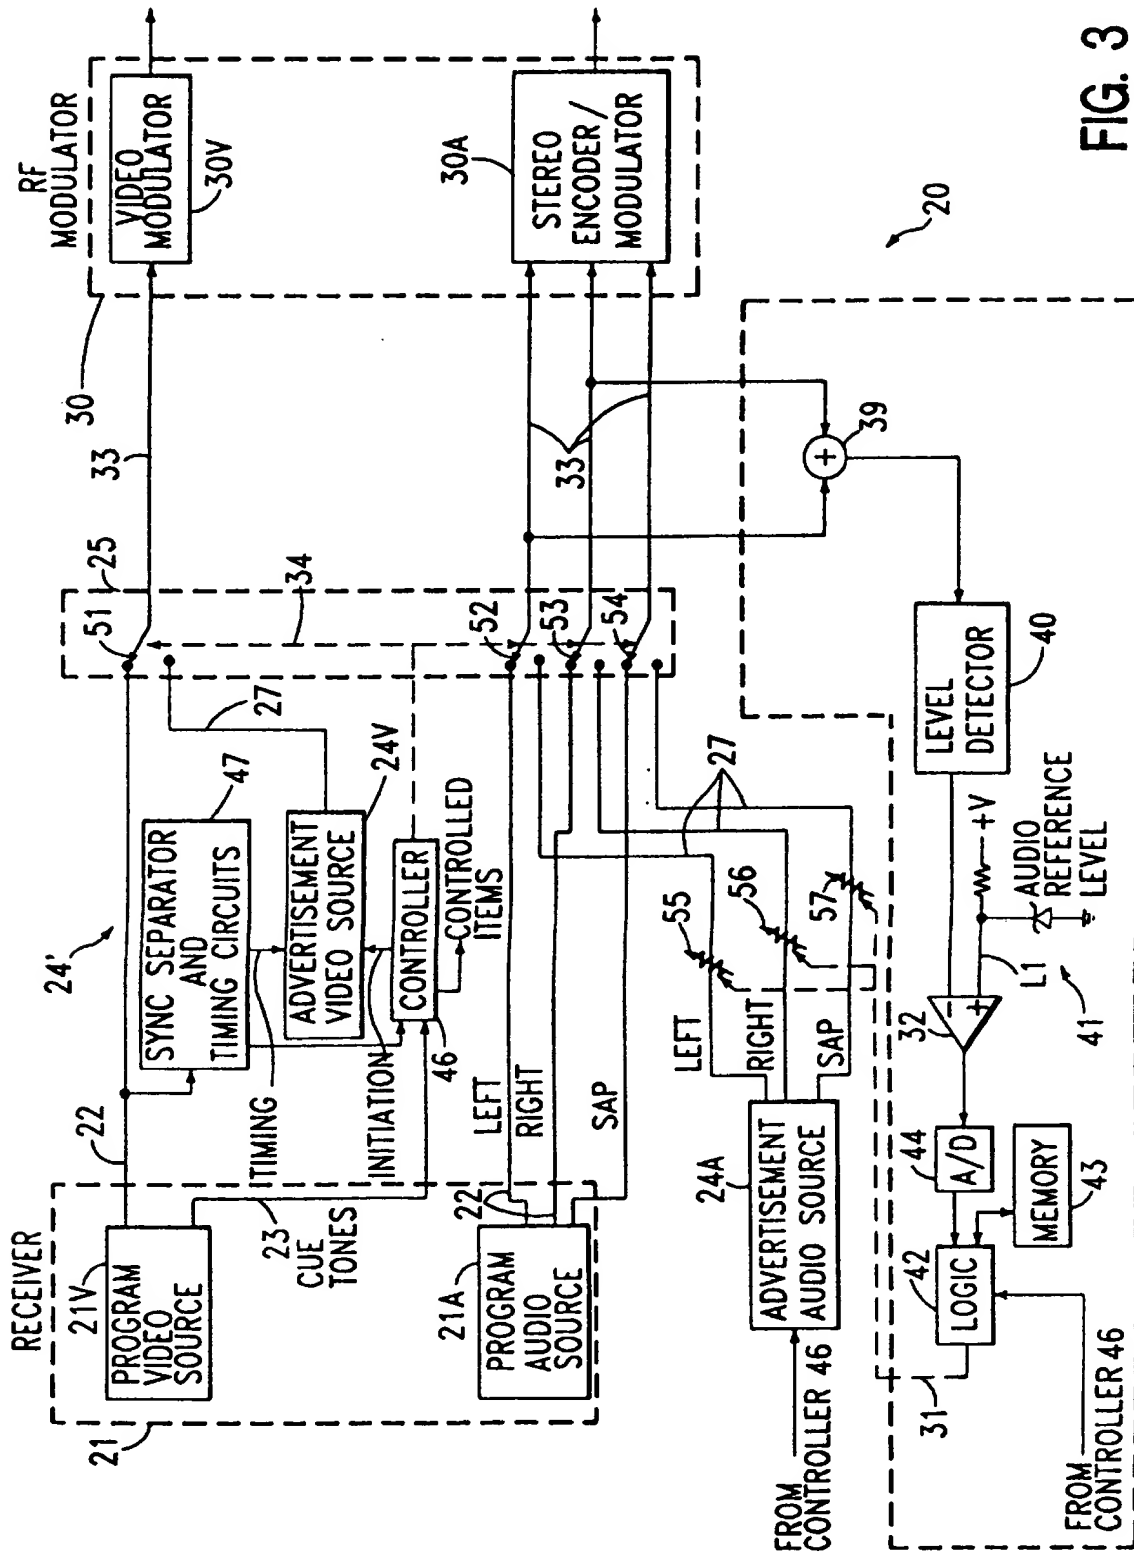 RF
MODULATOR
VIDEO
MODULATOR
30V
30A
STEREO
ENCODER/
MODULATOR
30
33
33
25
51
34
52
53
54
27
24'
47
SYNC SEPARATOR
AND
TIMING CIRCUITS
24V
ADVERTISEMENT
VIDEO SOURCE
CONTROLLER
46
CONTROLLED
ITEMS
TIMING
INITIATION
22
LEFT
RIGHT
SAP
RECEIVER
21V
PROGRAM
VIDEO
SOURCE
23
CUE
TONES
22
21A
PROGRAM
AUDIO
SOURCE
21
27
55
56
57
LEFT
RIGHT
SAP
24A
ADVERTISEMENT
AUDIO SOURCE
FROM
CONTROLLER 46
20
39
+
LEVEL
DETECTOR
40
+V
AUDIO
REFERENCE
LEVEL
L1
41
32
−
+
44
A/D
MEMORY
43
42
LOGIC
31
FROM
CONTROLLER 46
FIG. 3